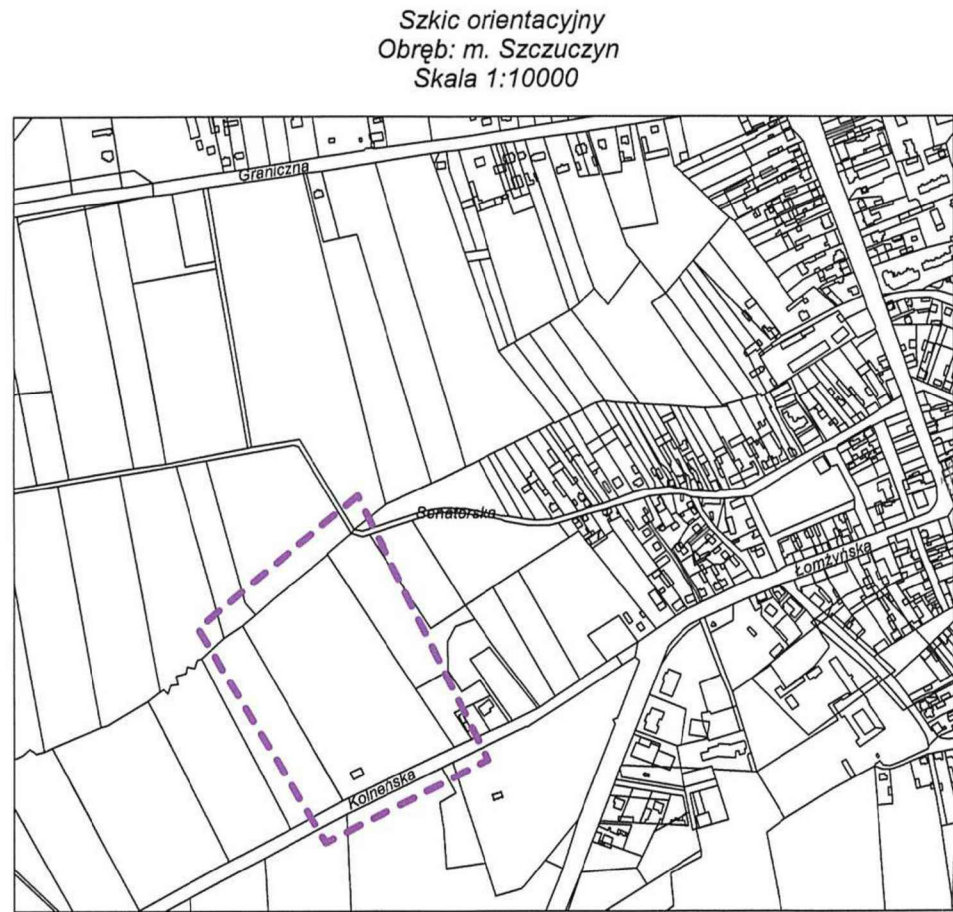 Szkic orientacyjny
Obręb: m. Szczuczyn
Skala 1:10000
Graniczna
Senatorska
Łomżyńska
Kolneńska